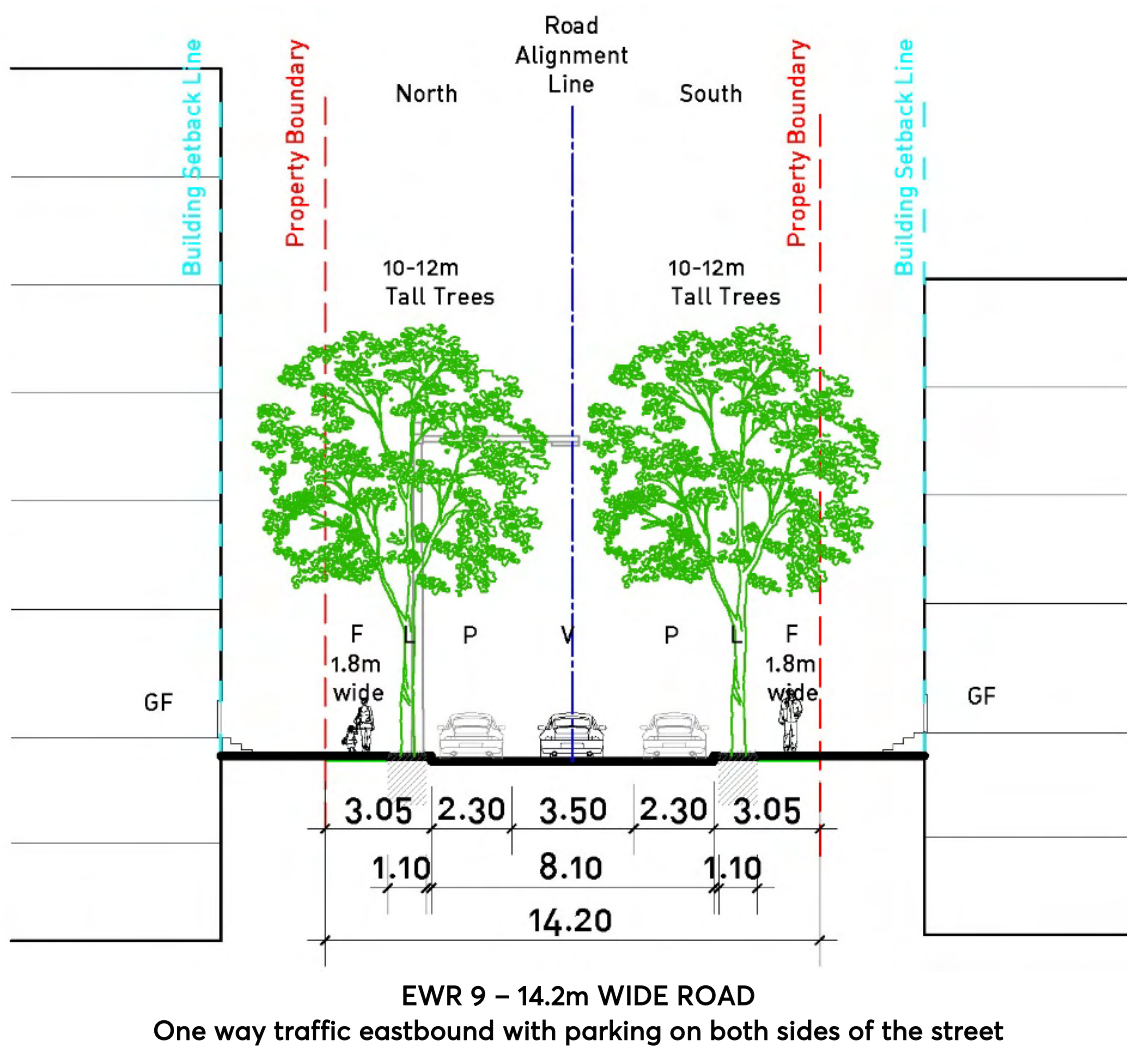 Road
Alignment
Line
North
South
Building Setback Line
Property Boundary
Property Boundary
Building Setback Line
10-12m
Tall Trees
10-12m
Tall Trees
F
L
P
V
P
L
F
1.8m
wide
1.8m
wide
GF
GF
3.05
2.30
3.50
2.30
3.05
1.10
8.10
1.10
14.20
EWR 9 – 14.2m WIDE ROAD
One way traffic eastbound with parking on both sides of the street